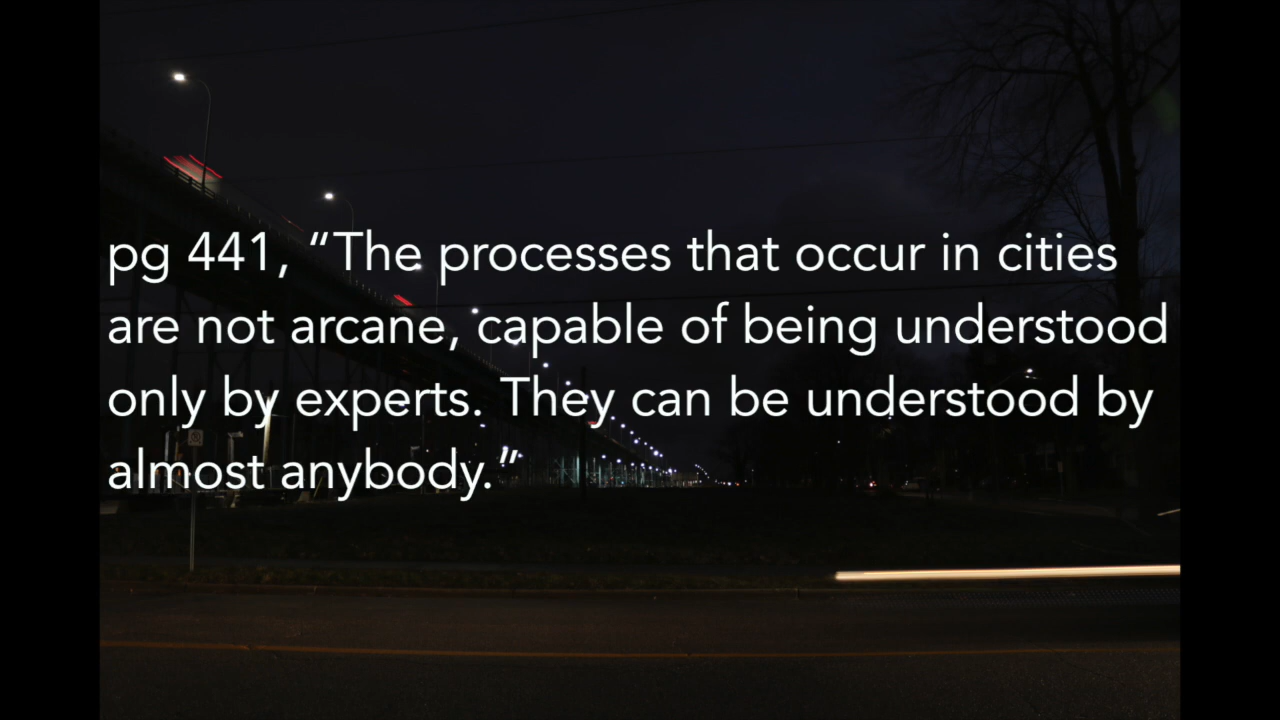 pg 441, “The processes that occur in cities
are not arcane, capable of being understood
only by experts. They can be understood by
almost anybody.”